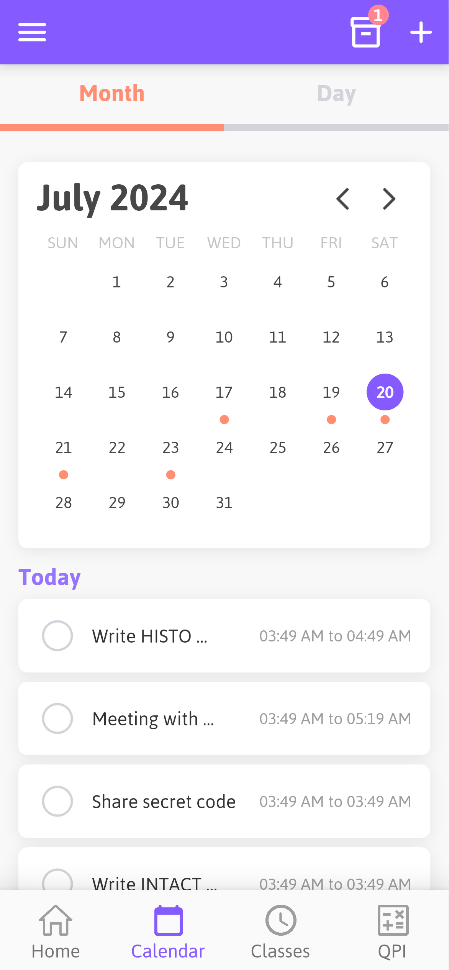 1
Month Day
July 2024
SUN MON TUE WED THU FRI SAT
1 2 3 4 5 6
7 8 9 10 11 12 13
14 15 16 17 18 19 20
21 22 23 24 25 26 27
28 29 30 31
Today
Write HISTO ... 03:49 AM to 04:49 AM
Meeting with ... 03:49 AM to 05:19 AM
Share secret code 03:49 AM to 03:49 AM
Write INTACT ... 03:49 AM to 03:49 AM
Home Calendar Classes QPI